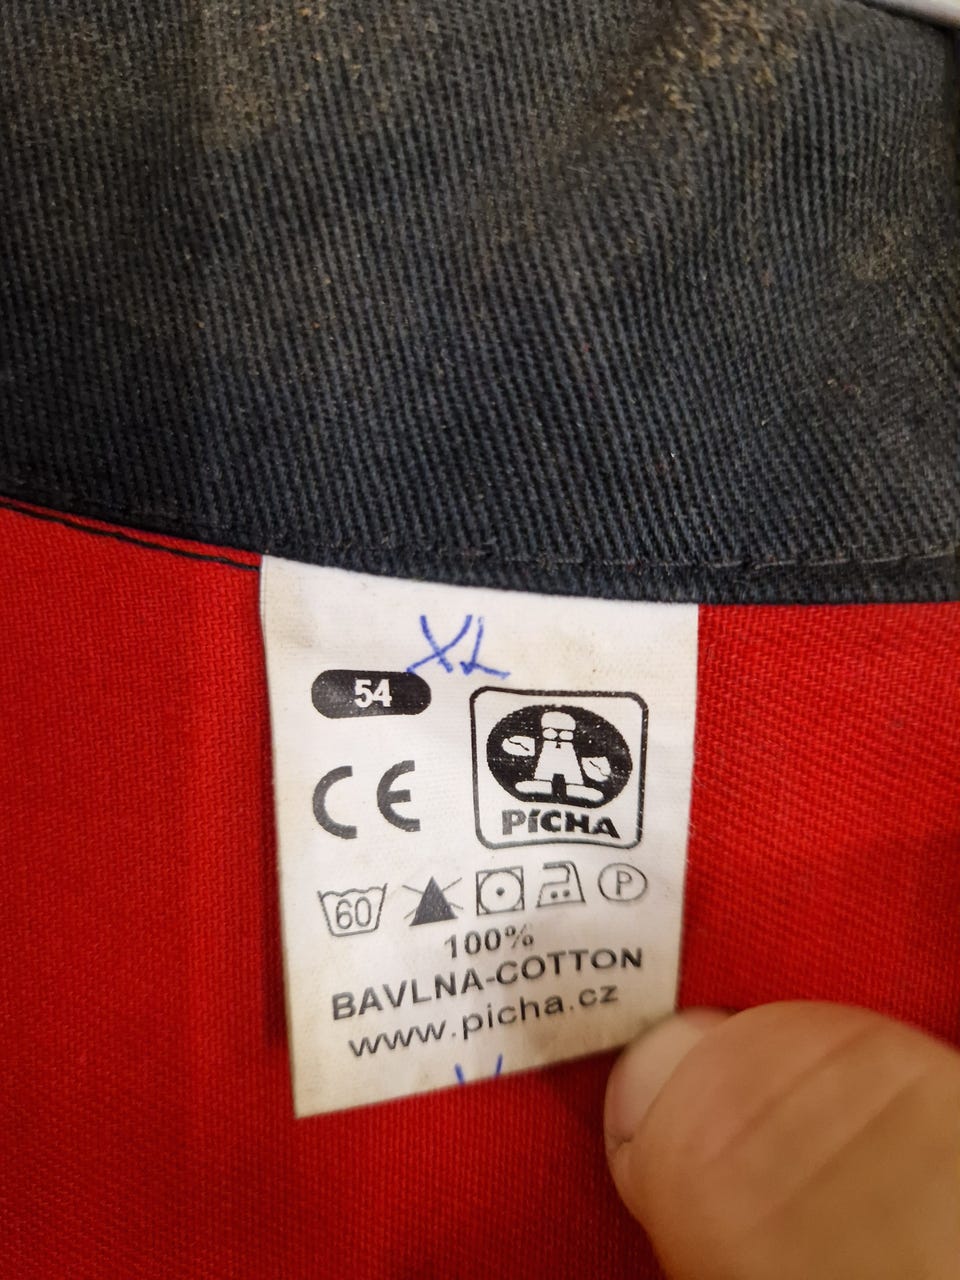 XL
54
CE
PÍCHA
60
P
100%
BAVLNA-COTTON
www.picha.cz